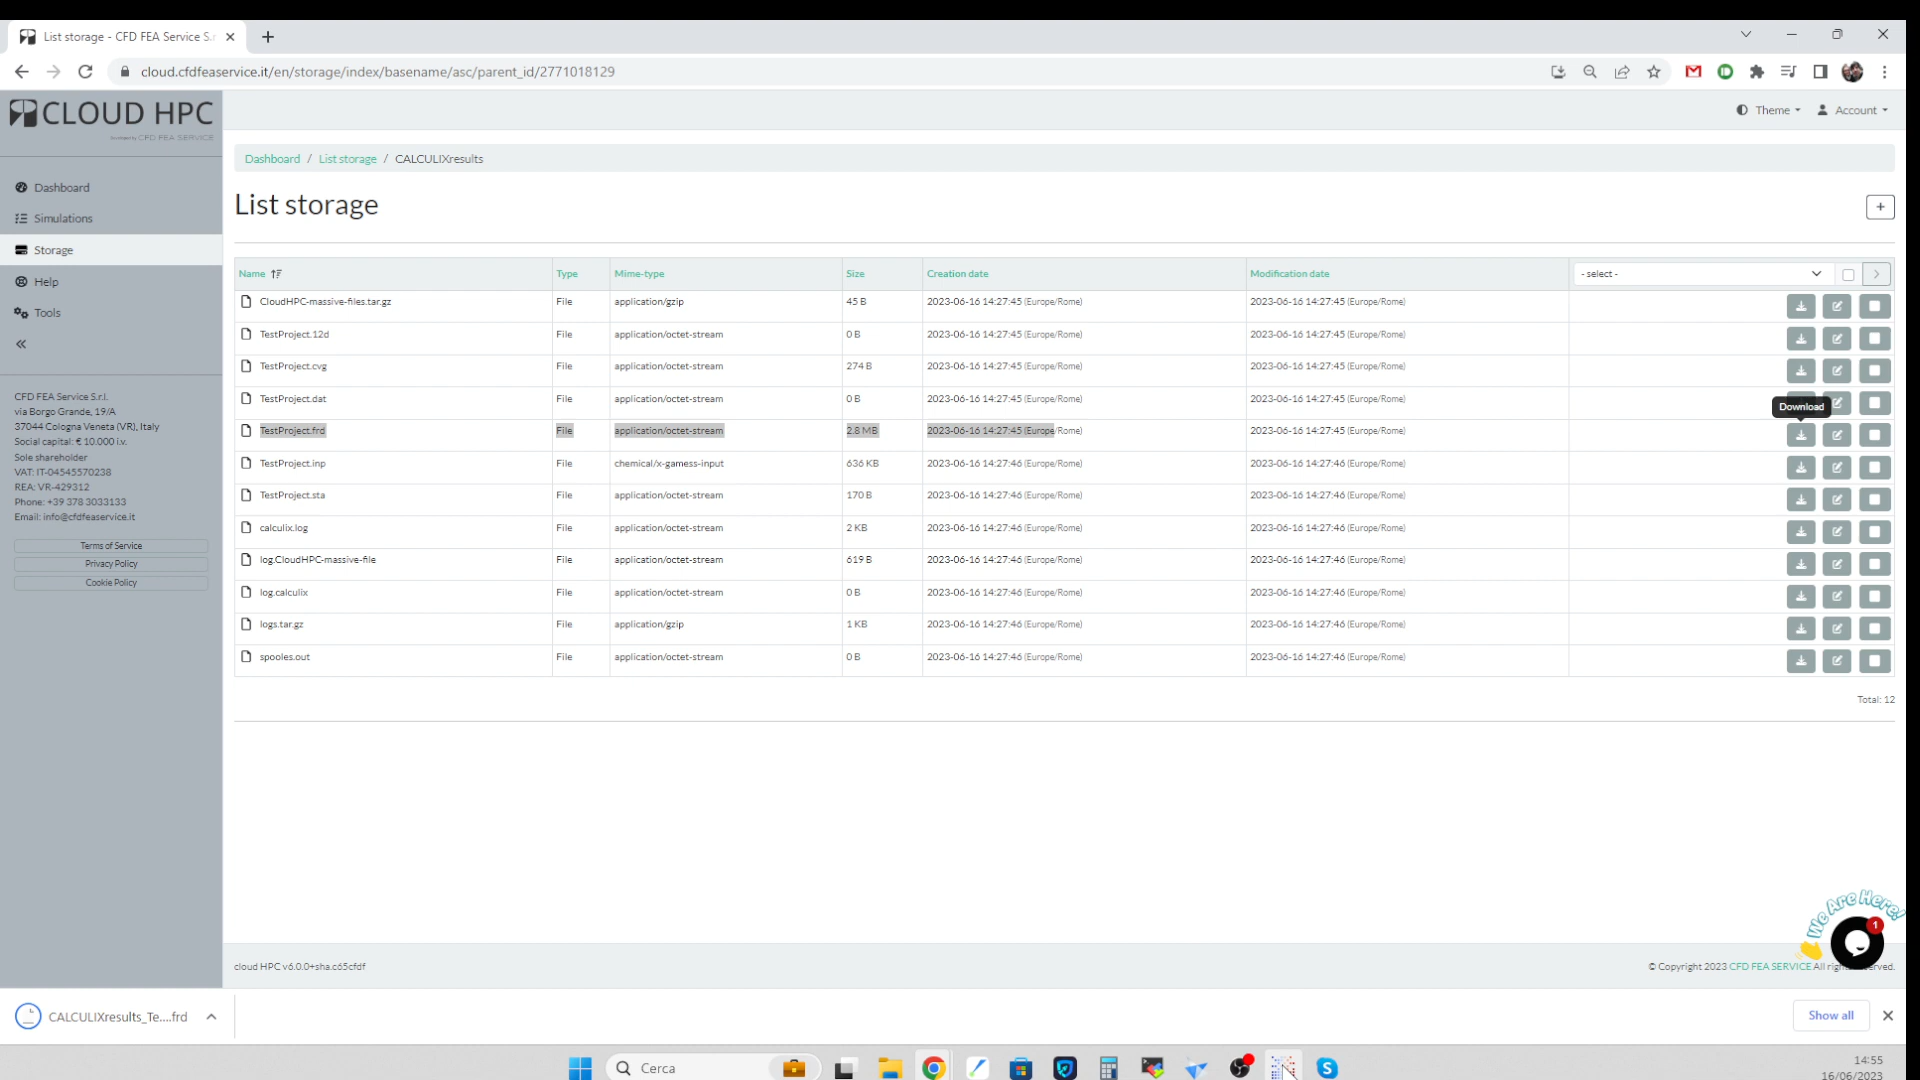 List storage - CFD FEA Service S.r
cloud.cfdfeaservice.it/en/storage/index/basename/asc/parent_id/2771018129
CLOUD HPC
developed by CFD FEA SERVICE
Theme
Account
Dashboard / List storage / CALCULIXresults
Dashboard
Simulations
Storage
Help
Tools
CFD FEA Service S.r.l.
via Borgo Grande, 19/A
37044 Cologna Veneta (VR), Italy
Social capital: € 10.000 i.v.
Sole shareholder
VAT: IT-04545570238
REA: VR-429312
Phone: +39 378 3033133
Email: info@cfdfeaservice.it
Terms of Service
Privacy Policy
Cookie Policy
List storage
+
Name Type Mime-type Size Creation date Modification date - select -
CloudHPC-massive-files.tar.gz File application/gzip 45 B 2023-06-16 14:27:45 (Europe/Rome) 2023-06-16 14:27:45 (Europe/Rome)
TestProject.12d File application/octet-stream 0 B 2023-06-16 14:27:45 (Europe/Rome) 2023-06-16 14:27:45 (Europe/Rome)
TestProject.cvg File application/octet-stream 274 B 2023-06-16 14:27:45 (Europe/Rome) 2023-06-16 14:27:45 (Europe/Rome)
TestProject.dat File application/octet-stream 0 B 2023-06-16 14:27:45 (Europe/Rome) 2023-06-16 14:27:45 (Europe/Rome)
Download
TestProject.frd File application/octet-stream 2.8 MB 2023-06-16 14:27:45 (Europe/Rome) 2023-06-16 14:27:45 (Europe/Rome)
TestProject.inp File chemical/x-gamess-input 636 KB 2023-06-16 14:27:46 (Europe/Rome) 2023-06-16 14:27:46 (Europe/Rome)
TestProject.sta File application/octet-stream 170 B 2023-06-16 14:27:46 (Europe/Rome) 2023-06-16 14:27:46 (Europe/Rome)
calculix.log File application/octet-stream 2 KB 2023-06-16 14:27:46 (Europe/Rome) 2023-06-16 14:27:46 (Europe/Rome)
log.CloudHPC-massive-file File application/octet-stream 619 B 2023-06-16 14:27:46 (Europe/Rome) 2023-06-16 14:27:46 (Europe/Rome)
log.calculix File application/octet-stream 0 B 2023-06-16 14:27:46 (Europe/Rome) 2023-06-16 14:27:46 (Europe/Rome)
logs.tar.gz File application/gzip 1 KB 2023-06-16 14:27:46 (Europe/Rome) 2023-06-16 14:27:46 (Europe/Rome)
spooles.out File application/octet-stream 0 B 2023-06-16 14:27:46 (Europe/Rome) 2023-06-16 14:27:46 (Europe/Rome)
Total: 12
We Are Here!
1
cloud HPC v6.0.0+sha.c65cfdf
© Copyright 2023 CFD FEA SERVICE All rig erved.
CALCULIXresults_Te....frd
Show all
Cerca
14:55
16/06/2023